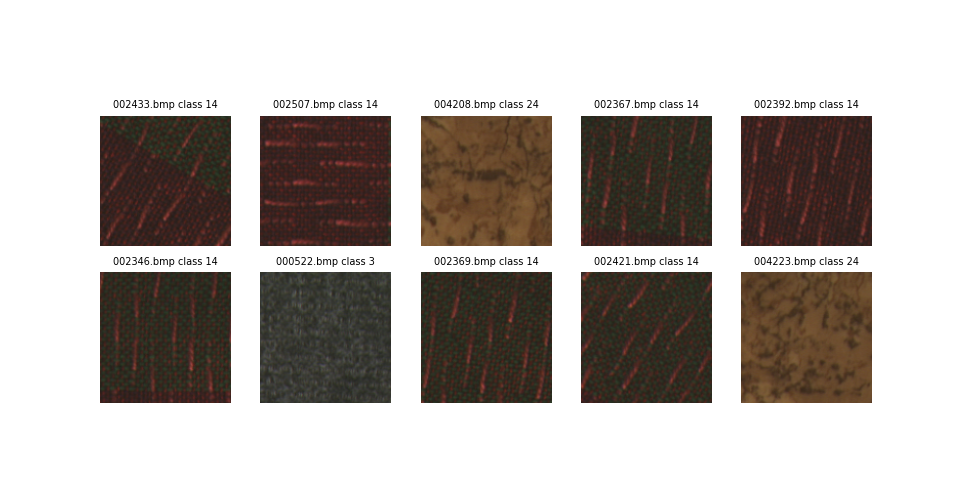 002433.bmp class 14
002507.bmp class 14
004208.bmp class 24
002367.bmp class 14
002392.bmp class 14
002346.bmp class 14
000522.bmp class 3
002369.bmp class 14
002421.bmp class 14
004223.bmp class 24